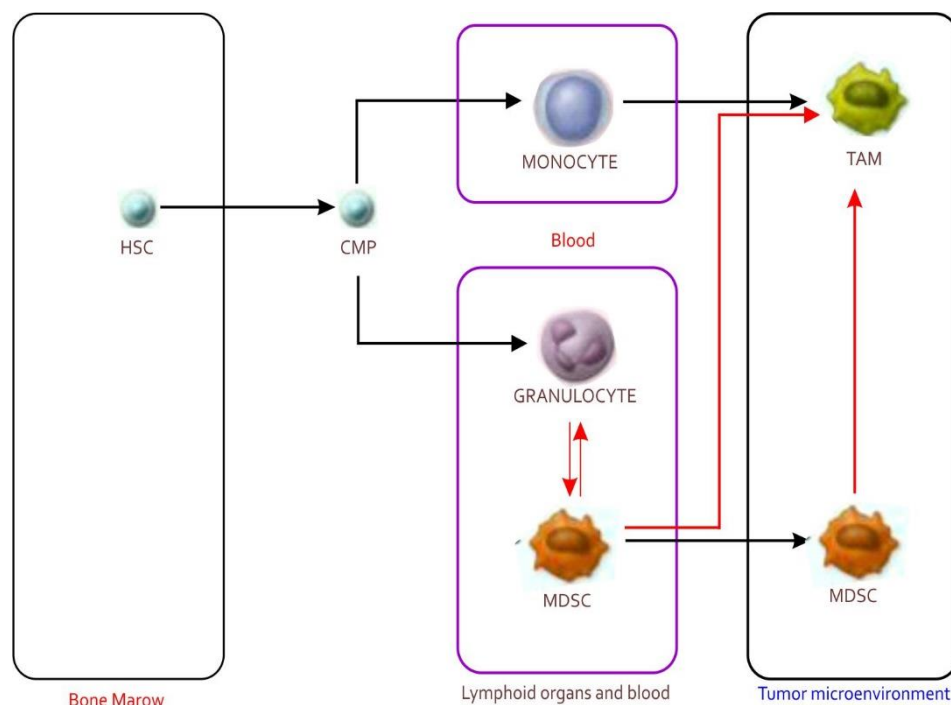 MONOCYTE
TAM
HSC
CMP
Blood
GRANULOCYTE
MDSC
MDSC
Bone Marow
Lymphoid organs and blood
Tumor microenvironment